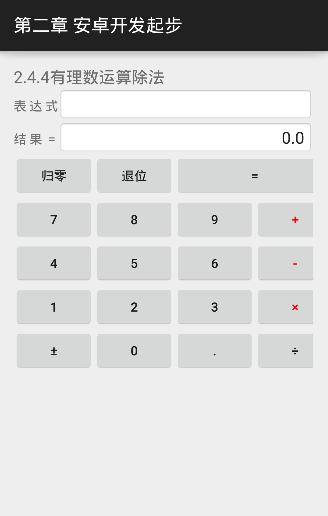 第二章 安卓开发起步
2.4.4有理数运算除法
表 达 式
结 果 = 0.0
归零 退位 =
7 8 9 +
4 5 6 -
1 2 3 ×
± 0 . ÷